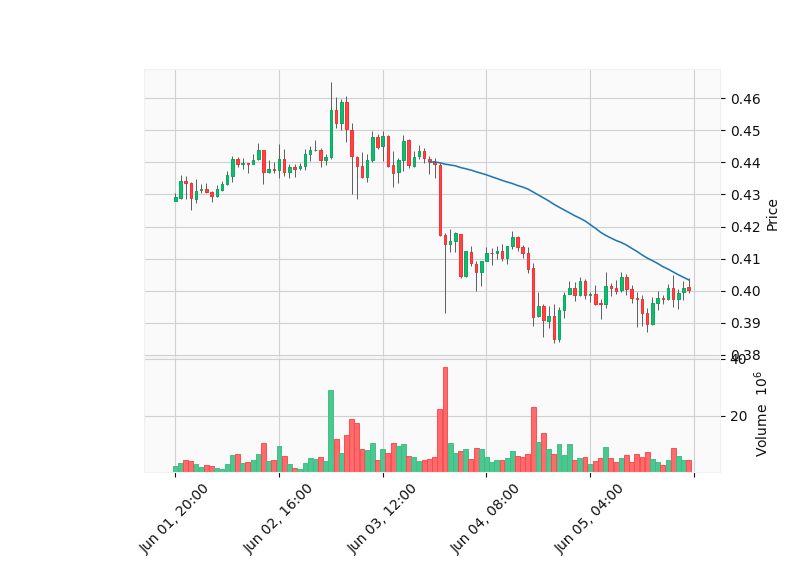 0.46
0.45
0.44
0.43
0.42
0.41
0.40
0.39
0.38
Price
40
20
Volume 10^6
Jun 01, 20:00
Jun 02, 16:00
Jun 03, 12:00
Jun 04, 08:00
Jun 05, 04:00